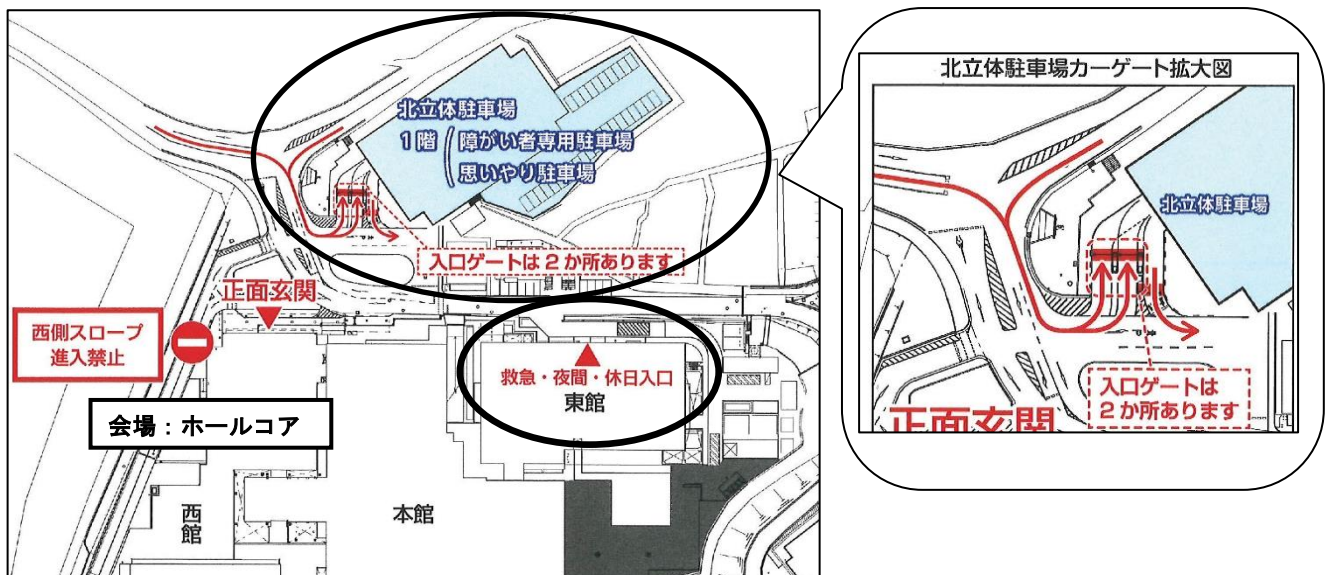 北立体駐車場
1階 障がい者専用駐車場
思いやり駐車場
入口ゲートは2か所あります
正面玄関
西側スロープ
進入禁止
会場：ホールコア
救急・夜間・休日入口
東館
西館
本館
北立体駐車場カーゲート拡大図
北立体駐車場
入口ゲートは
2か所あります
正面玄関